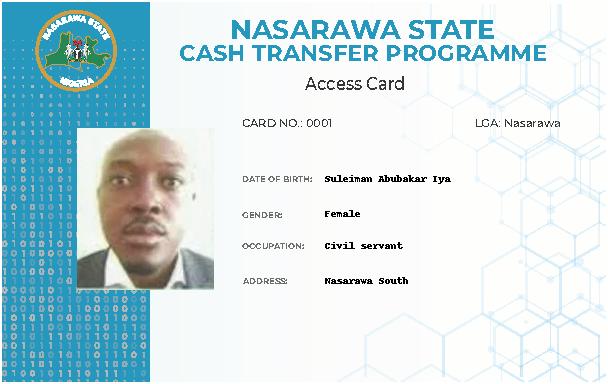 NASARAWA STATE
NIGERIA
NASARAWA STATE
CASH TRANSFER PROGRAMME
Access Card
CARD NO.: 0001 LGA: Nasarawa
DATE OF BIRTH: Suleiman Abubakar Iya
GENDER: Female
OCCUPATION: Civil servant
ADDRESS: Nasarawa South